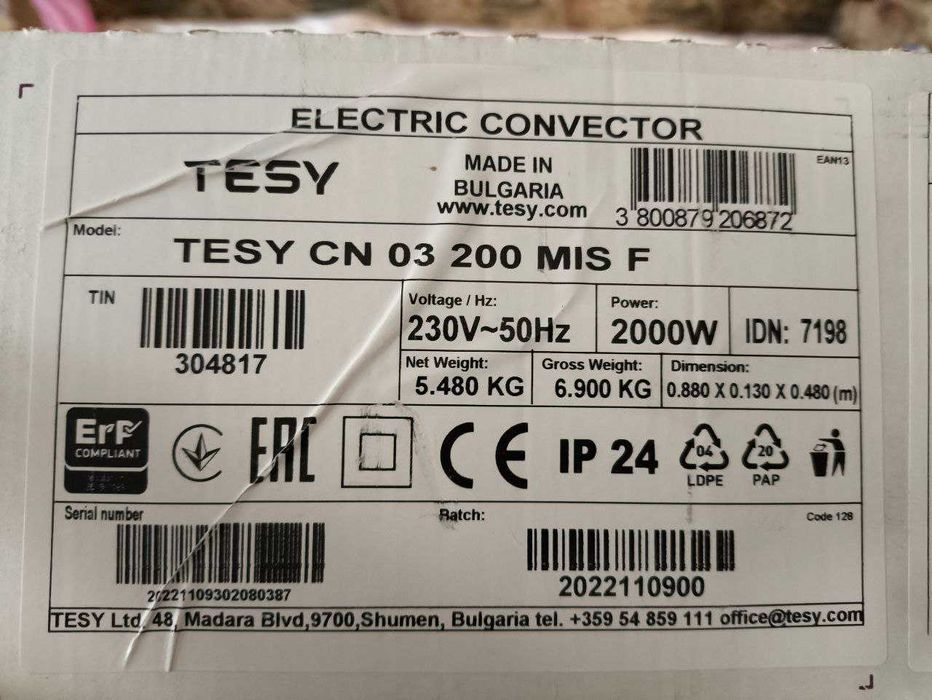 ELECTRIC CONVECTOR
TESY
MADE IN
BULGARIA
www.tesy.com
EAN13
3 800879 206872
Model:
TESY CN 03 200 MIS F
TIN
304817
Voltage / Hz:
230V~50Hz
Power:
2000W
IDN: 7198
Net Weight:
5.480 KG
Gross Weight:
6.900 KG
Dimension:
0.880 X 0.130 X 0.480 (m)
ErP
COMPLIANT
EAC
CE
IP 24
04
LDPE
20
PAP
Serial number
20221109302080387
Batch:
2022110900
Code 128
TESY Ltd, 48, Madara Blvd,9700,Shumen, Bulgaria tel. +359 54 859 111 office@tesy.com